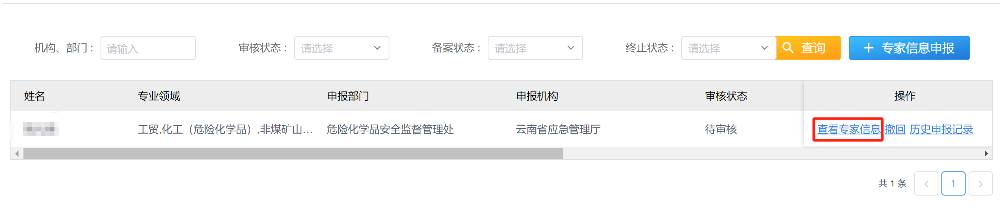 机构、部门： 请输入 审核状态： 请选择 备案状态： 请选择 终止状态： 请选择 查询 + 专家信息申报
姓名 专业领域 申报部门 申报机构 审核状态 操作
工贸,化工（危险化学品）,非煤矿山... 危险化学品安全监督管理处 云南省应急管理厅 待审核 查看专家信息 撤回 历史申报记录
共 1 条 < 1 >